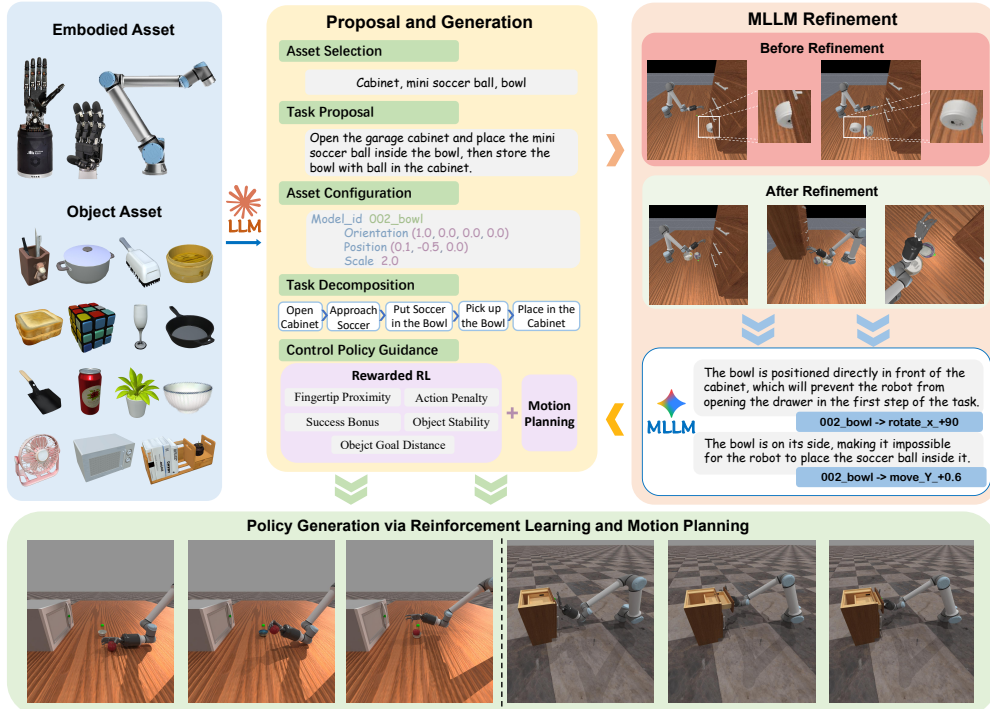 Embodied Asset
Object Asset
LLM
Proposal and Generation
Asset Selection
Cabinet, mini soccer ball, bowl
Task Proposal
Open the garage cabinet and place the mini
soccer ball inside the bowl, then store the
bowl with ball in the cabinet.
Asset Configuration
Model_id 002_bowl
Orientation (1.0, 0.0, 0.0, 0.0)
Position (0.1, -0.5, 0.0)
Scale 2.0
Task Decomposition
Open
Cabinet
Approach
Soccer
Put Soccer
in the Bowl
Pick up
the Bowl
Place in the
Cabinet
Control Policy Guidance
Rewarded RL
Fingertip Proximity
Action Penalty
Success Bonus
Object Stability
Obejct Goal Distance
+
Motion
Planning
MLLM Refinement
Before Refinement
After Refinement
MLLM
The bowl is positioned directly in front of the
cabinet, which will prevent the robot from
opening the drawer in the first step of the task.
002_bowl -> rotate_x_+90
The bowl is on its side, making it impossible
for the robot to place the soccer ball inside it.
002_bowl -> move_Y_+0.6
Policy Generation via Reinforcement Learning and Motion Planning